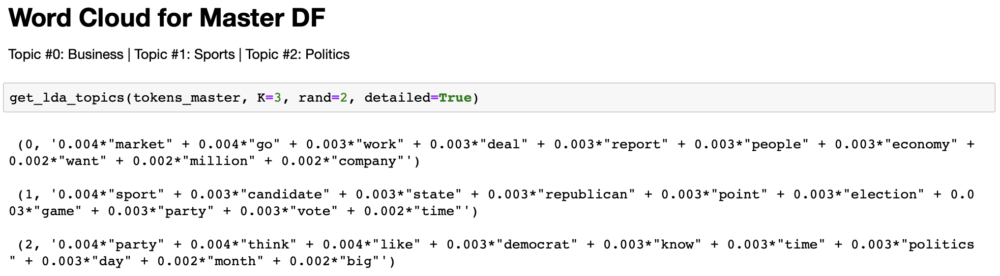 Word Cloud for Master DF
Topic #0: Business | Topic #1: Sports | Topic #2: Politics
get_lda_topics(tokens_master, K=3, rand=2, detailed=True)
(0, '0.004*"market" + 0.004*"go" + 0.003*"work" + 0.003*"deal" + 0.003*"report" + 0.003*"people" + 0.003*"economy" +
0.002*"want" + 0.002*"million" + 0.002*"company"')
(1, '0.004*"sport" + 0.003*"candidate" + 0.003*"state" + 0.003*"republican" + 0.003*"point" + 0.003*"election" + 0.0
03*"game" + 0.003*"party" + 0.003*"vote" + 0.002*"time"')
(2, '0.004*"party" + 0.004*"think" + 0.004*"like" + 0.003*"democrat" + 0.003*"know" + 0.003*"time" + 0.003*"politics
" + 0.003*"day" + 0.002*"month" + 0.002*"big"')